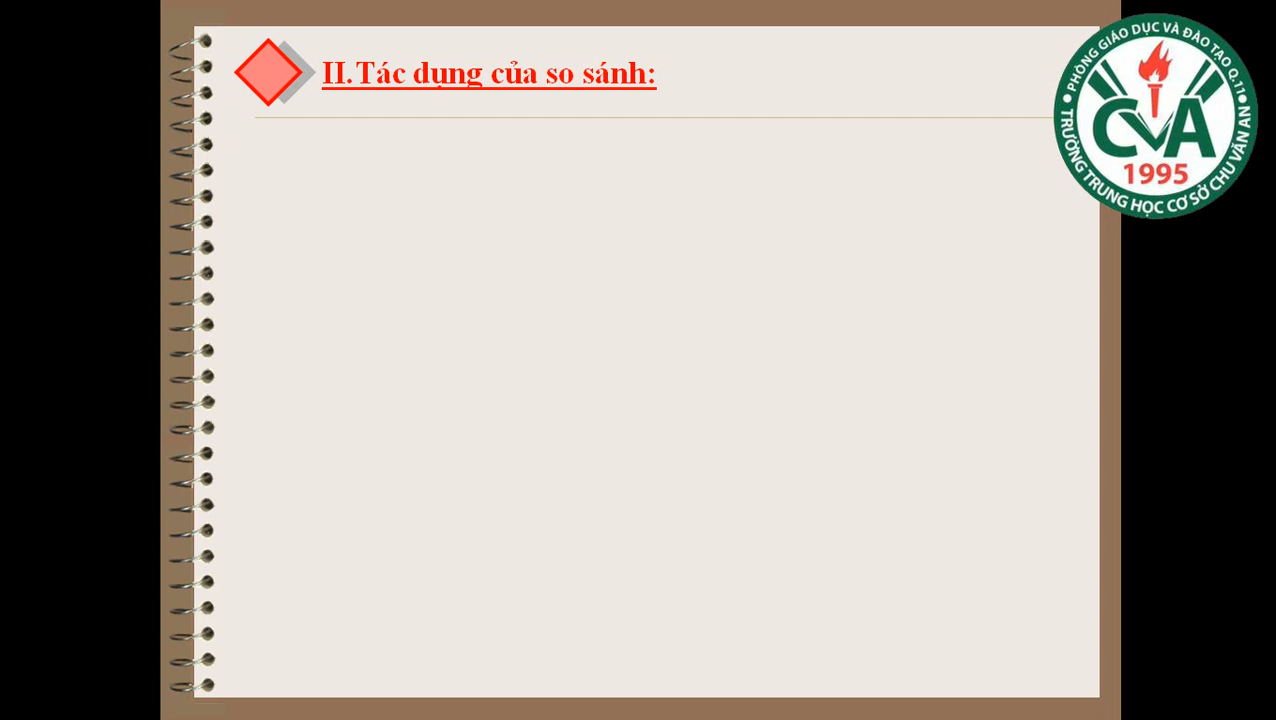 II.Tác dụng của so sánh:
PHÒNG GIÁO DỤC VÀ ĐÀO TẠO Q.11
CVA
1995
TRƯỜNG TRUNG HỌC CƠ SỞ CHU VĂN AN